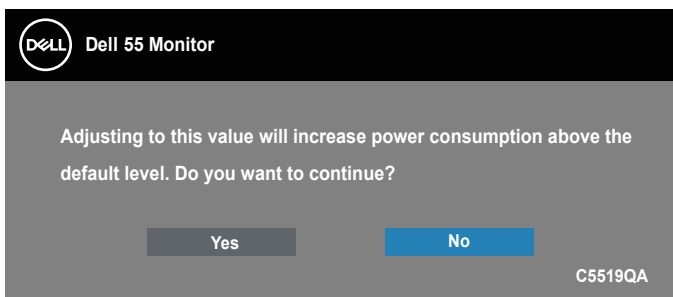 DELL
Dell 55 Monitor
Adjusting to this value will increase power consumption above the
default level. Do you want to continue?
Yes
No
C5519QA